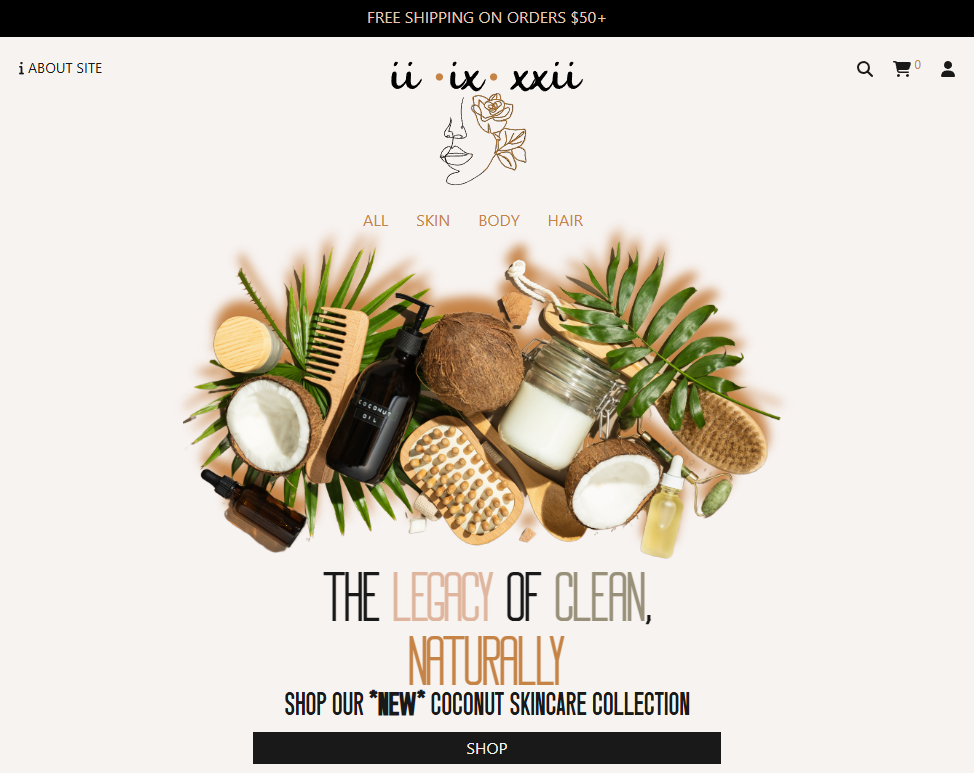 FREE SHIPPING ON ORDERS $50+
ABOUT SITE
ii • ix • xxii
0
ALL SKIN BODY HAIR
COCONUT
OIL
THE LEGACY OF CLEAN,
NATURALLY
SHOP OUR *NEW* COCONUT SKINCARE COLLECTION
SHOP